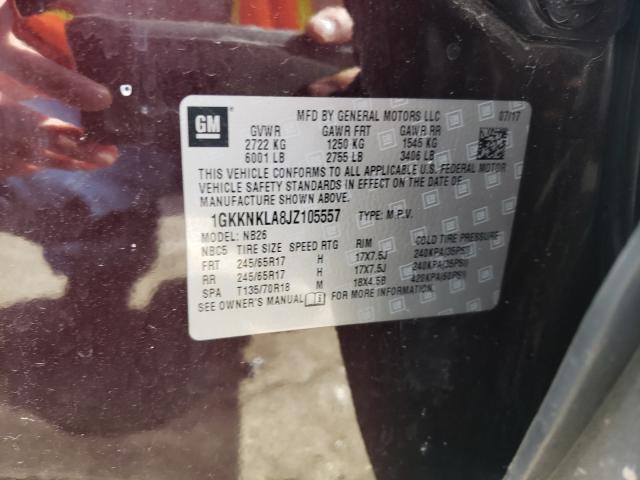 GM
MFD BY GENERAL MOTORS LLC 07/17
GVWR GAWR FRT GAWR RR
2722 KG 1250 KG 1545 KG
6001 LB 2755 LB 3406 LB
THIS VEHICLE CONFORMS TO ALL APPLICABLE U.S. FEDERAL MOTOR
VEHICLE SAFETY STANDARDS IN EFFECT ON THE DATE OF
MANUFACTURE SHOWN ABOVE.
1GKKNKLA8JZ105557 TYPE: M.P.V.
MODEL: NB26
NBC5 TIRE SIZE SPEED RTG RIM COLD TIRE PRESSURE
FRT 245/65R17 H 17X7.5J 240KPA(35PSI)
RR 245/65R17 H 17X7.5J 240KPA(35PSI)
SPA T135/70R18 M 18X4.5B 420KPA(60PSI)
SEE OWNER'S MANUAL FOR MORE INFORMATION.